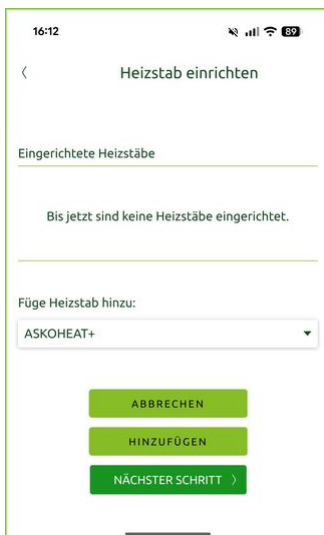 16:12
89
Heizstab einrichten
Eingerichtete Heizstäbe
Bis jetzt sind keine Heizstäbe eingerichtet.
Füge Heizstab hinzu:
ASKOHEAT+
ABBRECHEN
HINZUFÜGEN
NÄCHSTER SCHRITT